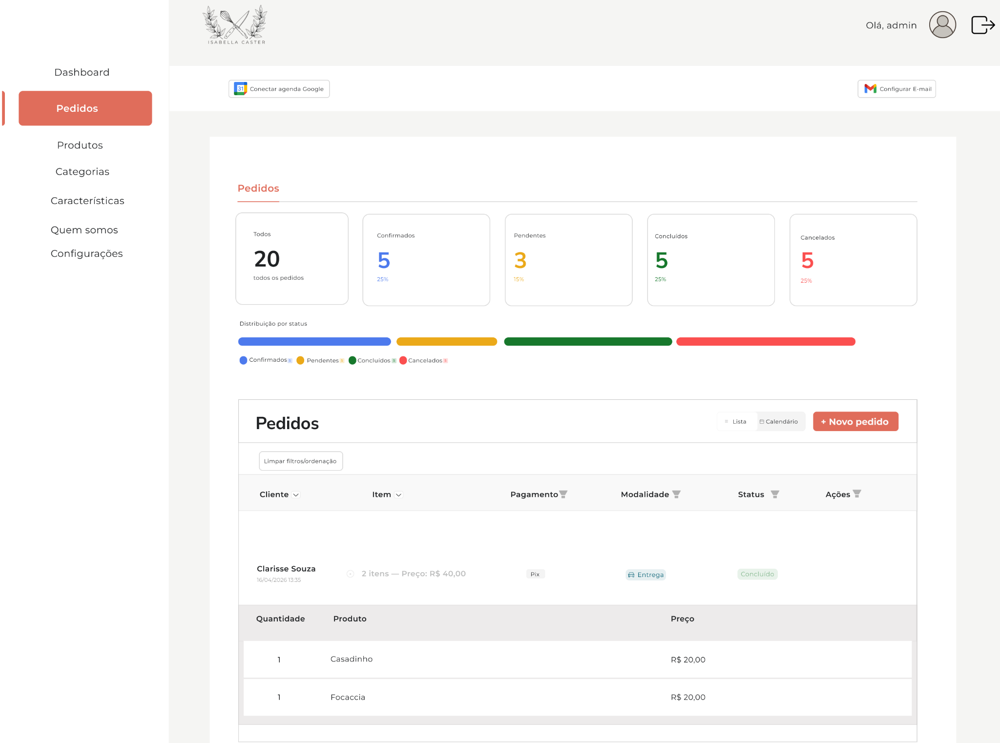 ISABELLA CASTER
Olá, admin
Dashboard
Pedidos
Produtos
Categorias
Características
Quem somos
Configurações
31
Conectar agenda Google
Configurar E-mail
Pedidos
Todos
20
todos os pedidos
Confirmados
5
25%
Pendentes
3
15%
Concluídos
5
25%
Cancelados
5
25%
Distribuição por status
Confirmados 5
Pendentes 5
Concluídos 5
Cancelados 5
Pedidos
Lista
Calendário
+ Novo pedido
Limpar filtros/ordenação
Cliente Item Pagamento Modalidade Status Ações
Clarisse Souza
16/04/2026 13:35
2 itens — Preço: R$ 40,00
Pix
Entrega
Concluído
Quantidade Produto Preço
1 Casadinho R$ 20,00
1 Focaccia R$ 20,00